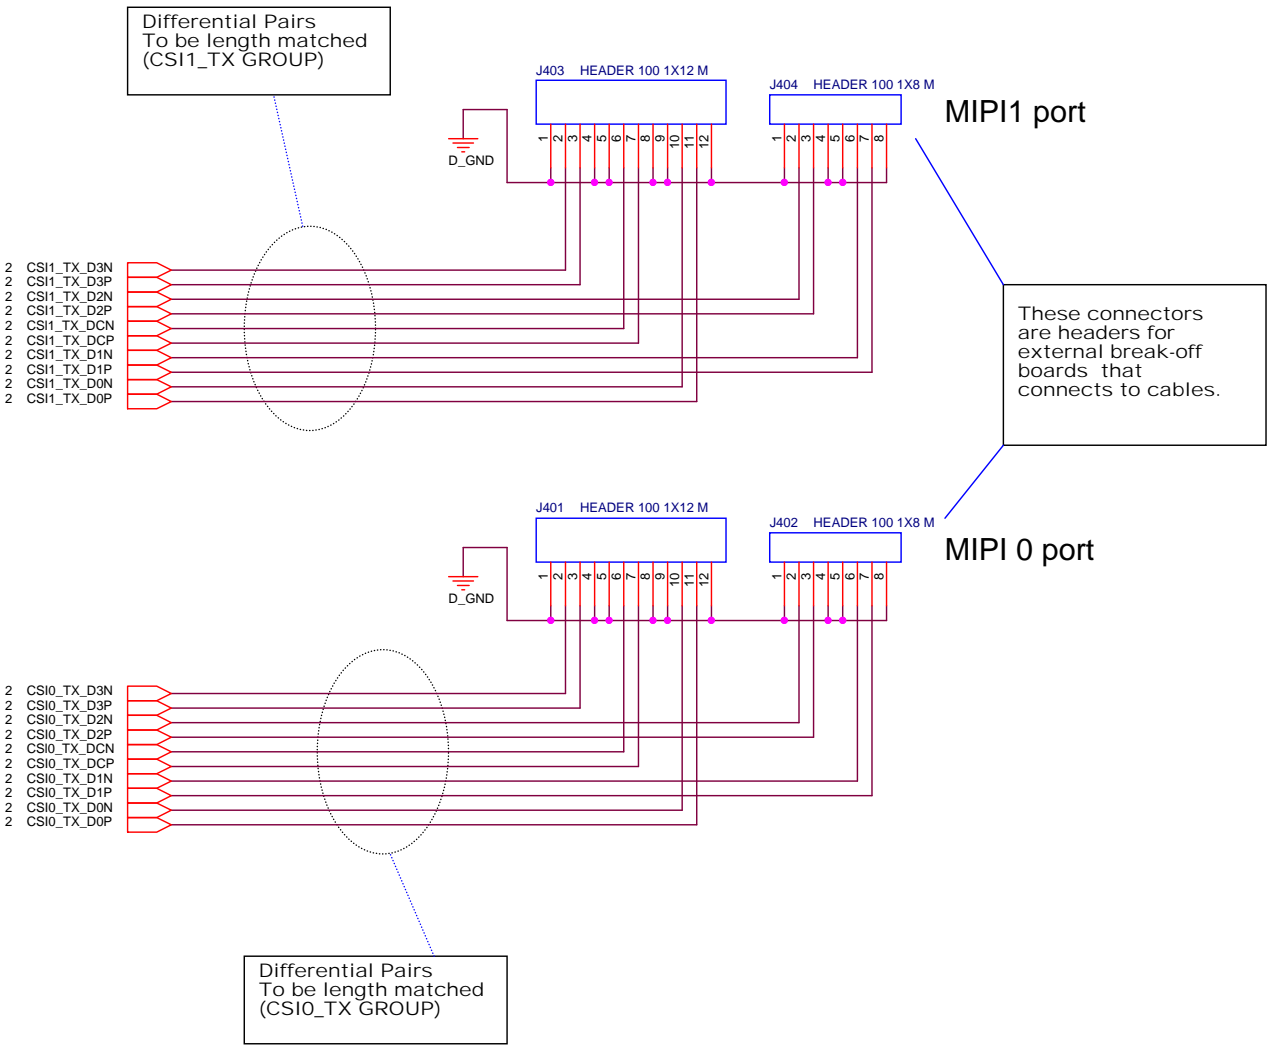 Differential Pairs
To be length matched
(CSI1_TX GROUP)
J403 HEADER 100 1X12 M
J404 HEADER 100 1X8 M
MIPI1 port
D_GND
1 2 3 4 5 6 7 8 9 10 11 12
1 2 3 4 5 6 7 8
2 CSI1_TX_D3N
2 CSI1_TX_D3P
2 CSI1_TX_D2N
2 CSI1_TX_D2P
2 CSI1_TX_DCN
2 CSI1_TX_DCP
2 CSI1_TX_D1N
2 CSI1_TX_D1P
2 CSI1_TX_D0N
2 CSI1_TX_D0P
These connectors
are headers for
external break-off
boards that
connects to cables.
J401 HEADER 100 1X12 M
J402 HEADER 100 1X8 M
MIPI 0 port
D_GND
1 2 3 4 5 6 7 8 9 10 11 12
1 2 3 4 5 6 7 8
2 CSI0_TX_D3N
2 CSI0_TX_D3P
2 CSI0_TX_D2N
2 CSI0_TX_D2P
2 CSI0_TX_DCN
2 CSI0_TX_DCP
2 CSI0_TX_D1N
2 CSI0_TX_D1P
2 CSI0_TX_D0N
2 CSI0_TX_D0P
Differential Pairs
To be length matched
(CSI0_TX GROUP)